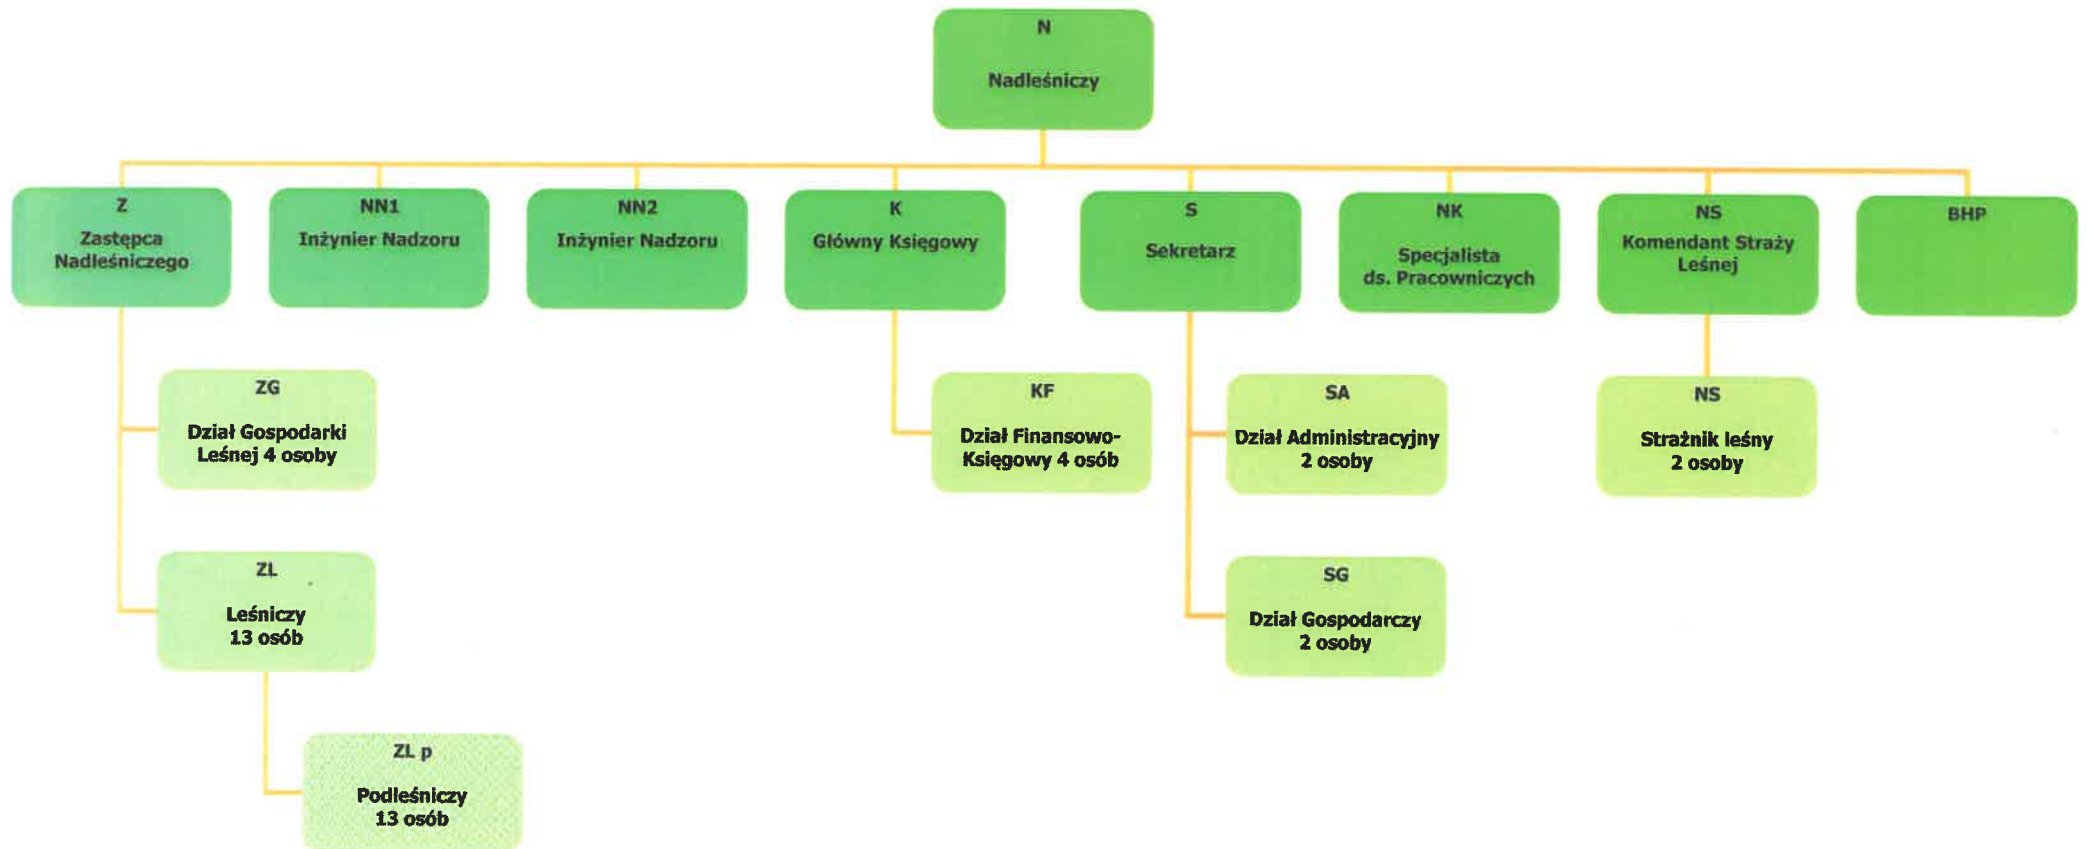 N
Nadleśniczy
Z
Zastępca
Nadleśniczego
NN1
Inżynier Nadzoru
NN2
Inżynier Nadzoru
K
Główny Księgowy
S
Sekretarz
NK
Specjalista
ds. Pracowniczych
NS
Komendant Straży
Leśnej
BHP
ZG
Dział Gospodarki
Leśnej 4 osoby
KF
Dział Finansowo-
Księgowy 4 osób
SA
Dział Administracyjny
2 osoby
NS
Strażnik leśny
2 osoby
ZL
Leśniczy
13 osób
SG
Dział Gospodarczy
2 osoby
ZL p
Podleśniczy
13 osób